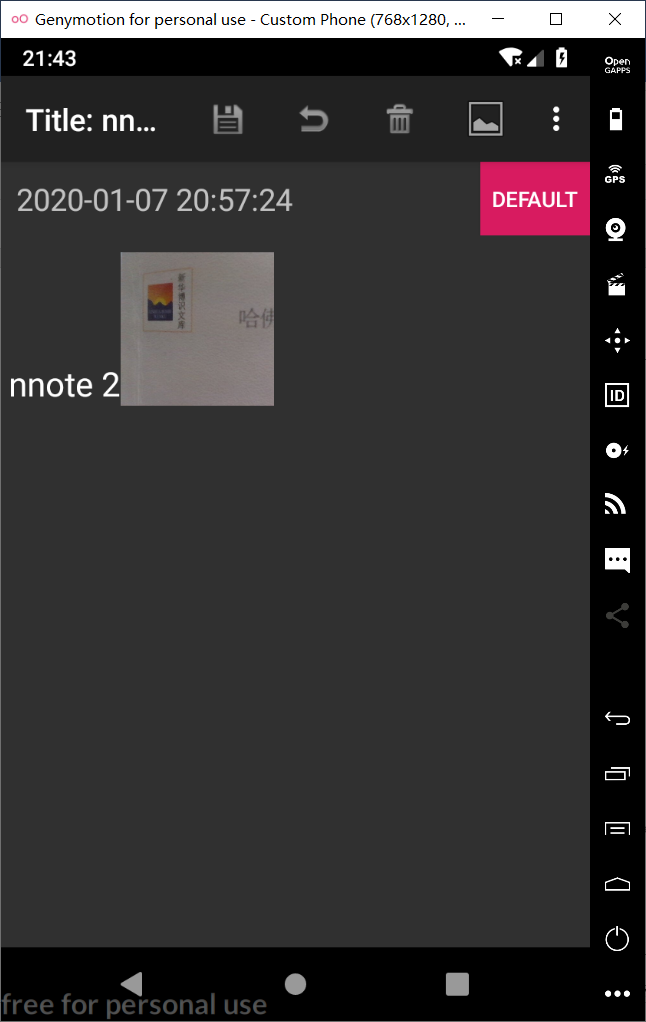 Genymotion for personal use - Custom Phone (768x1280, ...
21:43
Open
GAPPS
Title: nn...
GPS
2020-01-07 20:57:24
DEFAULT
新华博识文库
哈佛
nnote 2
ID
free for personal use